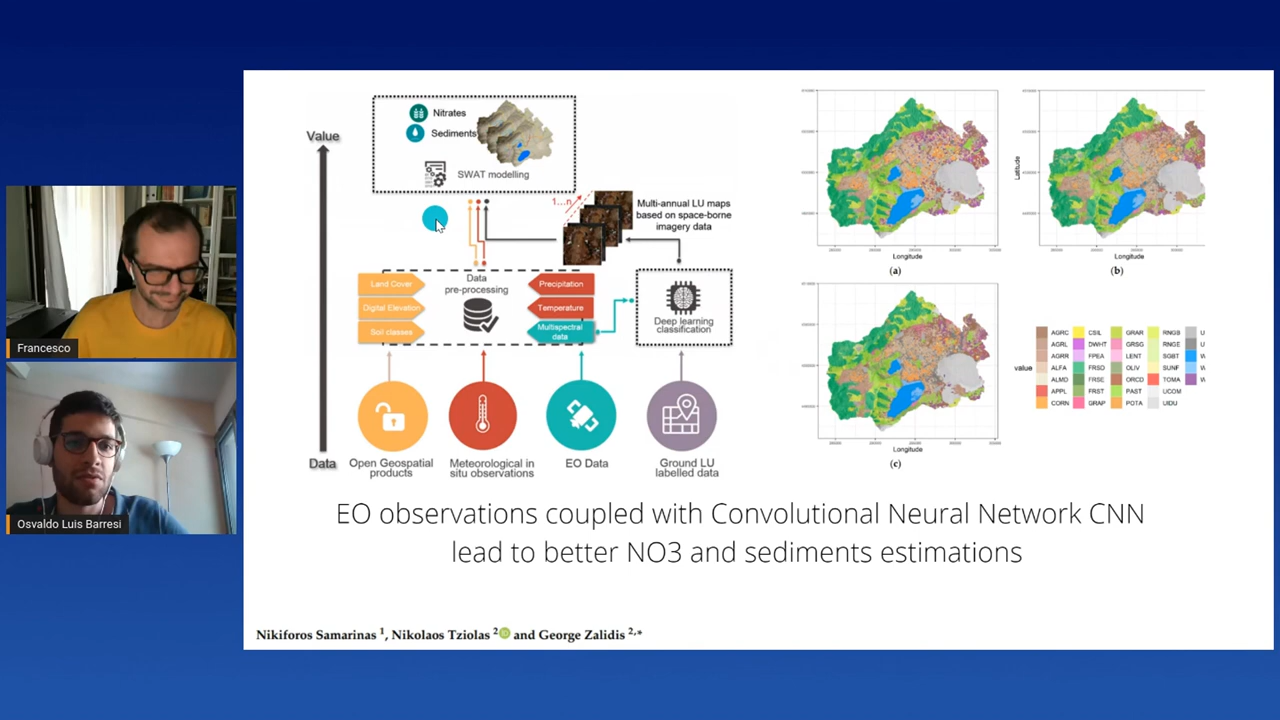 Francesco
Osvaldo Luis Barresi
Value
Data
Nitrates
Sediments
SWAT modelling
1...n
Multi-annual LU maps
based on space-borne
imagery data
Data
pre-processing
Land Cover
Digital Elevation
Soil classes
Precipitation
Temperature
Multispectral
data
Deep learning
classification
Open Geospatial
products
Meteorological in
situ observations
EO Data
Ground LU
labelled data
Longitude
(a)
Latitude
Longitude
(b)
Longitude
(c)
value
AGRC CSIL GRAR RNGB U
AGRL DWHT GRSG RNGE U
AGRR FPEA LENT SGBT W
ALFA FRSD OLIV SUNF W
ALMD FRSE ORCD TOMA W
APPL FRST PAST UCOM
CORN GRAP POTA UIDU
EO observations coupled with Convolutional Neural Network CNN
lead to better NO3 and sediments estimations
Nikiforos Samarinas 1, Nikolaos Tziolas 2 iD and George Zalidis 2,*